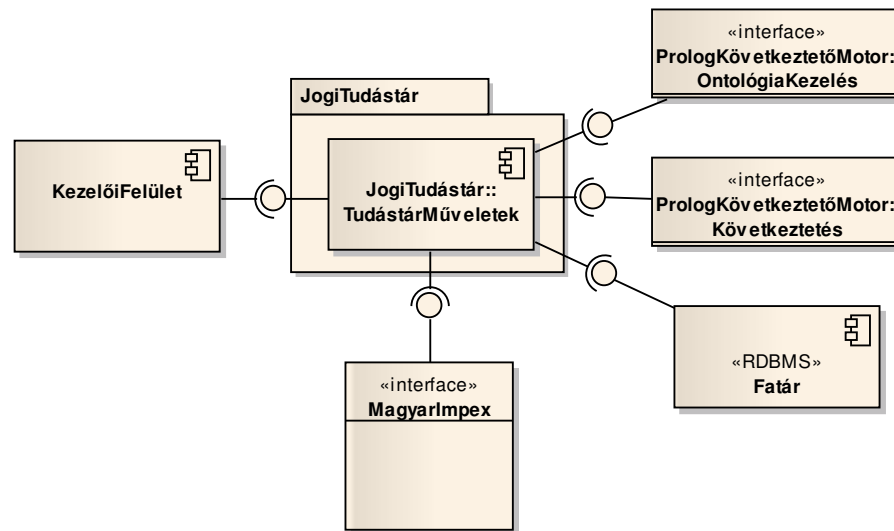 «interface»
PrologKövetkeztetőMotor:
OntológiaKezelés
JogiTudástár
KezelőiFelület
JogiTudástár::
TudástárMűveletek
«interface»
PrologKövetkeztetőMotor:
Következtetés
«RDBMS»
Fatár
«interface»
MagyarImpex